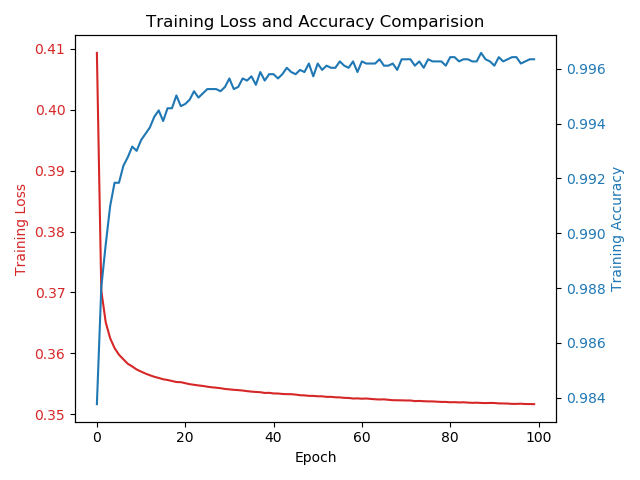 Training Loss and Accuracy Comparision
0.41
0.40
0.39
0.38
0.37
0.36
0.35
Training Loss
0.996
0.994
0.992
0.990
0.988
0.986
0.984
Training Accuracy
0 20 40 60 80 100
Epoch